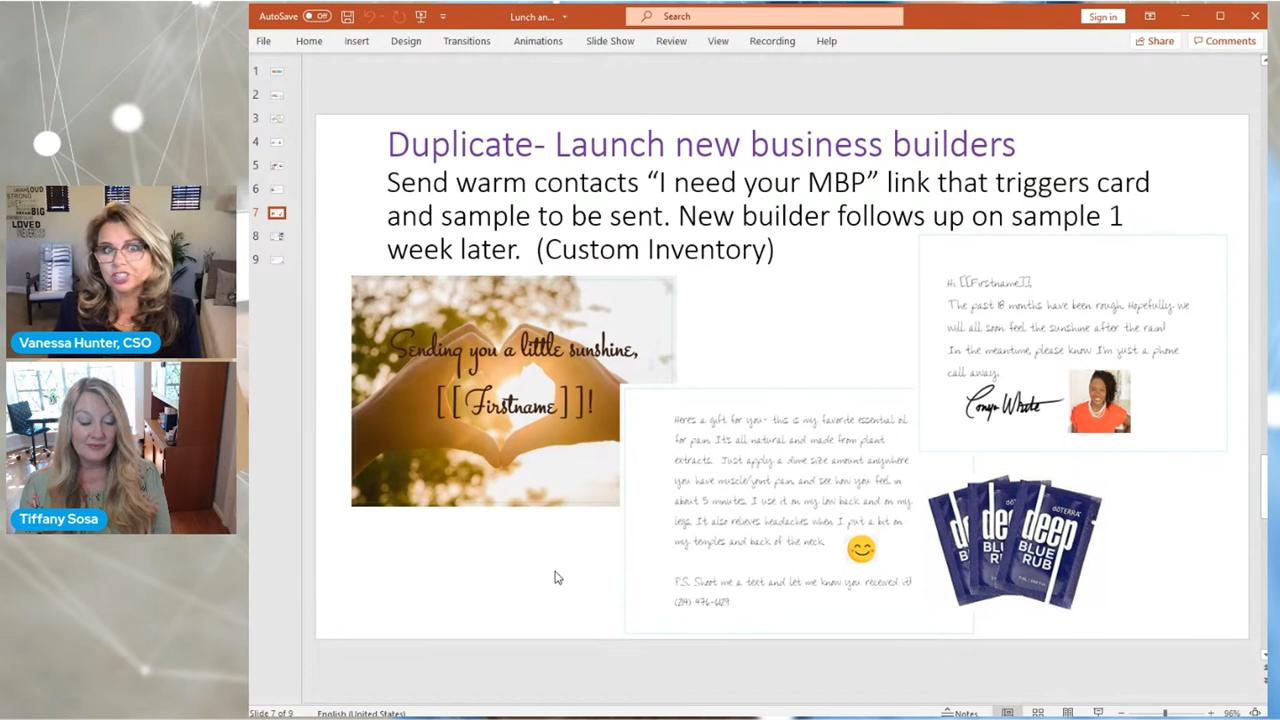 AutoSave
Off
Lunch an...
Search
Sign in
File
Home
Insert
Design
Transitions
Animations
Slide Show
Review
View
Recording
Help
Share
Comments
1
2
3
4
5
6
7
8
9
Duplicate- Launch new business builders
Send warm contacts “I need your MBP” link that triggers card
and sample to be sent. New builder follows up on sample 1
week later. (Custom Inventory)
Sending you a little sunshine,
[[Firstname]]!
Hi [[Firstname]],
The past 18 months have been rough. Hopefully we
will all soon feel the sunshine after the rain!
In the meantime, please know I'm just a phone
call away.
Here's a gift for you- this is my favorite essential oil
for pain. It's all natural and made from plant
extracts. Just apply a dime size amount anywhere
you have muscle/joint pain and see how you feel in
about 5 minutes. I use it on my low back and on my
legs. It also relieves headaches when I put a bit on
my temples and back of the neck.
P.S. Shoot me a text and let me know you received it!
dōTERRA
deep
BLUE
RUB
Vanessa Hunter, CSO
Tiffany Sosa
Slide 7 of 9
English (United States)
Notes
96%